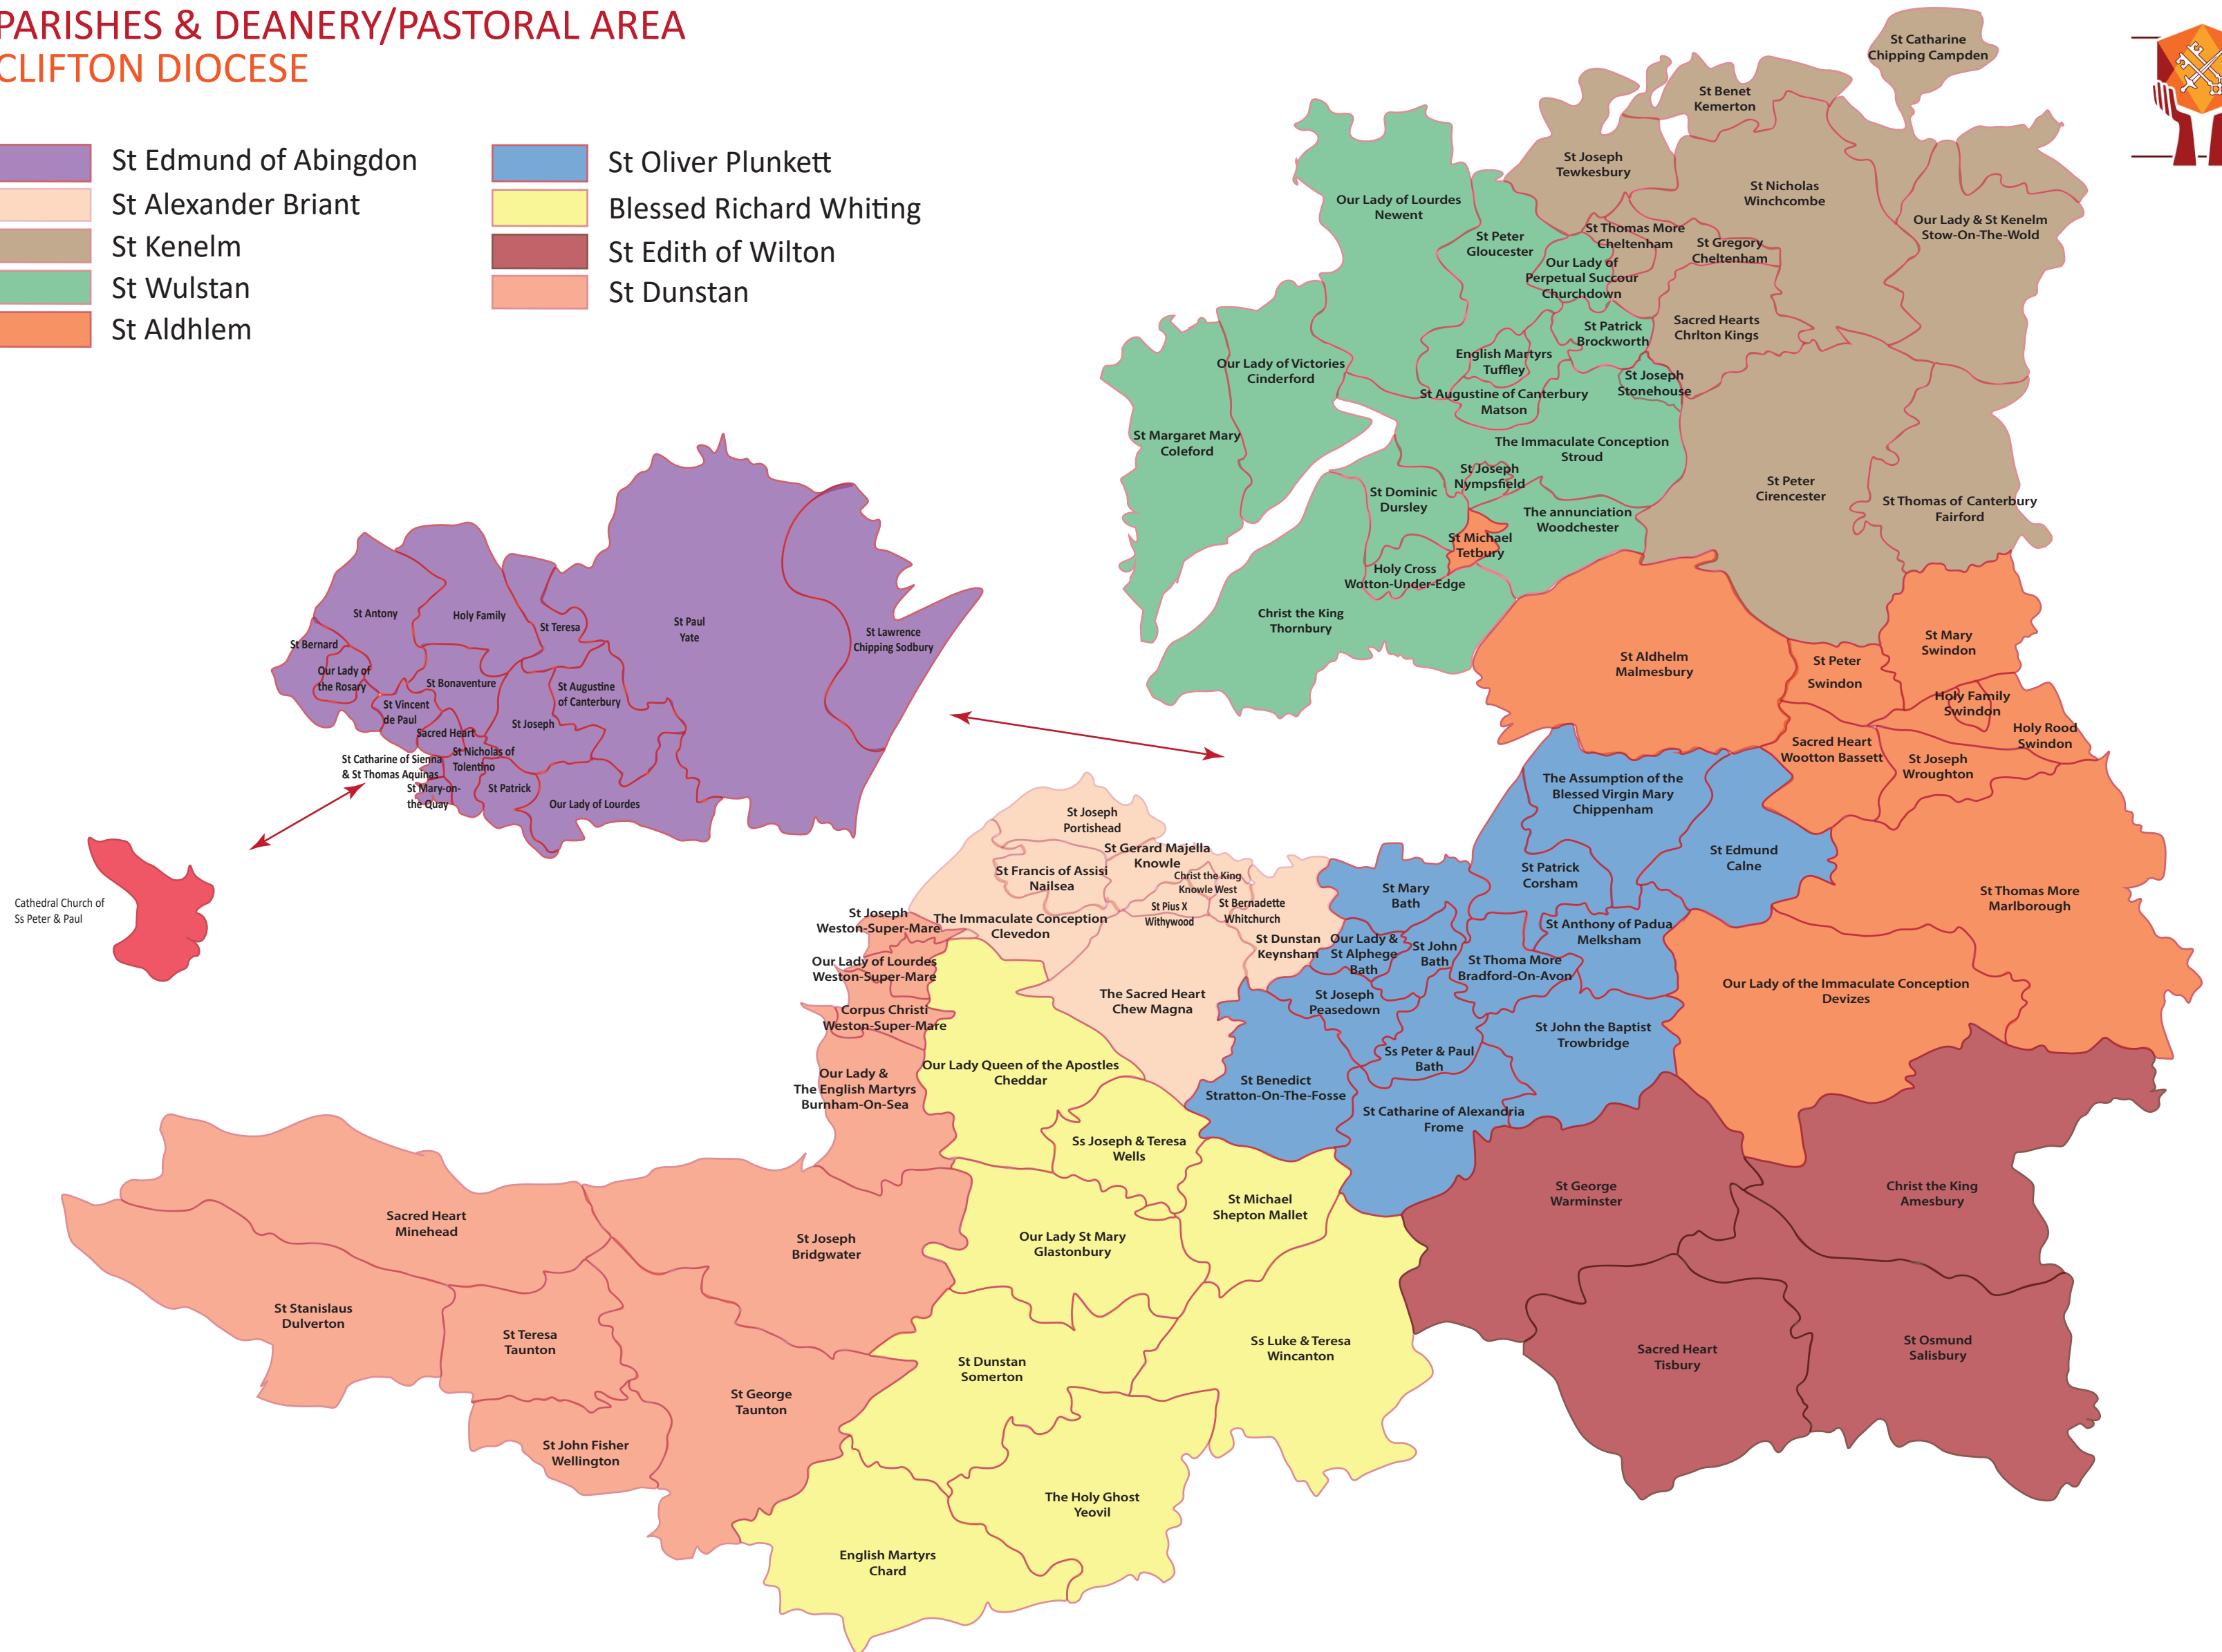 PARISHES & DEANERY/PASTORAL AREA
CLIFTON DIOCESE
St Edmund of Abingdon
St Alexander Briant
St Kenelm
St Wulstan
St Aldhlem
St Oliver Plunkett
Blessed Richard Whiting
St Edith of Wilton
St Dunstan
St Catharine
Chipping Campden
St Benet
Kemerton
St Joseph
Tewkesbury
St Nicholas
Winchcombe
Our Lady & St Kenelm
Stow-On-The-Wold
St Thomas More
Cheltenham
St Gregory
Cheltenham
Sacred Hearts
Chrlton Kings
St Peter
Cirencester
St Thomas of Canterbury
Fairford
Our Lady of Lourdes
Newent
St Peter
Gloucester
Our Lady of
Perpetual Succour
Churchdown
St Patrick
Brockworth
English Martyrs
Tuffley
St Joseph
Stonehouse
St Augustine of Canterbury
Matson
Our Lady of Victories
Cinderford
St Margaret Mary
Coleford
The Immaculate Conception
Stroud
St Joseph
Nympsfield
St Dominic
Dursley
The annunciation
Woodchester
St Michael
Tetbury
Holy Cross
Wotton-Under-Edge
Christ the King
Thornbury
St Antony
Holy Family
St Teresa
St Paul
Yate
St Lawrence
Chipping Sodbury
St Bernard
Our Lady of
the Rosary
St Bonaventure
St Vincent
de Paul
St Augustine
of Canterbury
St Joseph
Sacred Heart
St Nicholas of
Tolentino
St Catharine of Sienna
& St Thomas Aquinas
St Mary-on-
the Quay
St Patrick
Our Lady of Lourdes
Cathedral Church of
Ss Peter & Paul
St Aldhelm
Malmesbury
St Peter
Swindon
St Mary
Swindon
Holy Family
Swindon
Holy Rood
Swindon
Sacred Heart
Wootton Bassett
St Joseph
Wroughton
St Thomas More
Marlborough
Our Lady of the Immaculate Conception
Devizes
The Assumption of the
Blessed Virgin Mary
Chippenham
St Edmund
Calne
St Patrick
Corsham
St Anthony of Padua
Melksham
St Mary
Bath
Our Lady &
St Alphege
Bath
St John
Bath
St Thoma More
Bradford-On-Avon
St Joseph
Peasedown
St John the Baptist
Trowbridge
Ss Peter & Paul
Bath
St Benedict
Stratton-On-The-Fosse
St Catharine of Alexandria
Frome
St Joseph
Portishead
St Gerard Majella
Knowle
St Francis of Assisi
Nailsea
Christ the King
Knowle West
St Pius X
Withywood
St Bernadette
Whitchurch
The Immaculate Conception
Clevedon
St Dunstan
Keynsham
The Sacred Heart
Chew Magna
St Joseph
Weston-Super-Mare
Our Lady of Lourdes
Weston-Super-Mare
Corpus Christi
Weston-Super-Mare
Our Lady &
The English Martyrs
Burnham-On-Sea
Our Lady Queen of the Apostles
Cheddar
Ss Joseph & Teresa
Wells
St Michael
Shepton Mallet
Our Lady St Mary
Glastonbury
Ss Luke & Teresa
Wincanton
St Dunstan
Somerton
The Holy Ghost
Yeovil
English Martyrs
Chard
Sacred Heart
Minehead
St Stanislaus
Dulverton
St Joseph
Bridgwater
St Teresa
Taunton
St George
Taunton
St John Fisher
Wellington
St George
Warminster
Christ the King
Amesbury
Sacred Heart
Tisbury
St Osmund
Salisbury